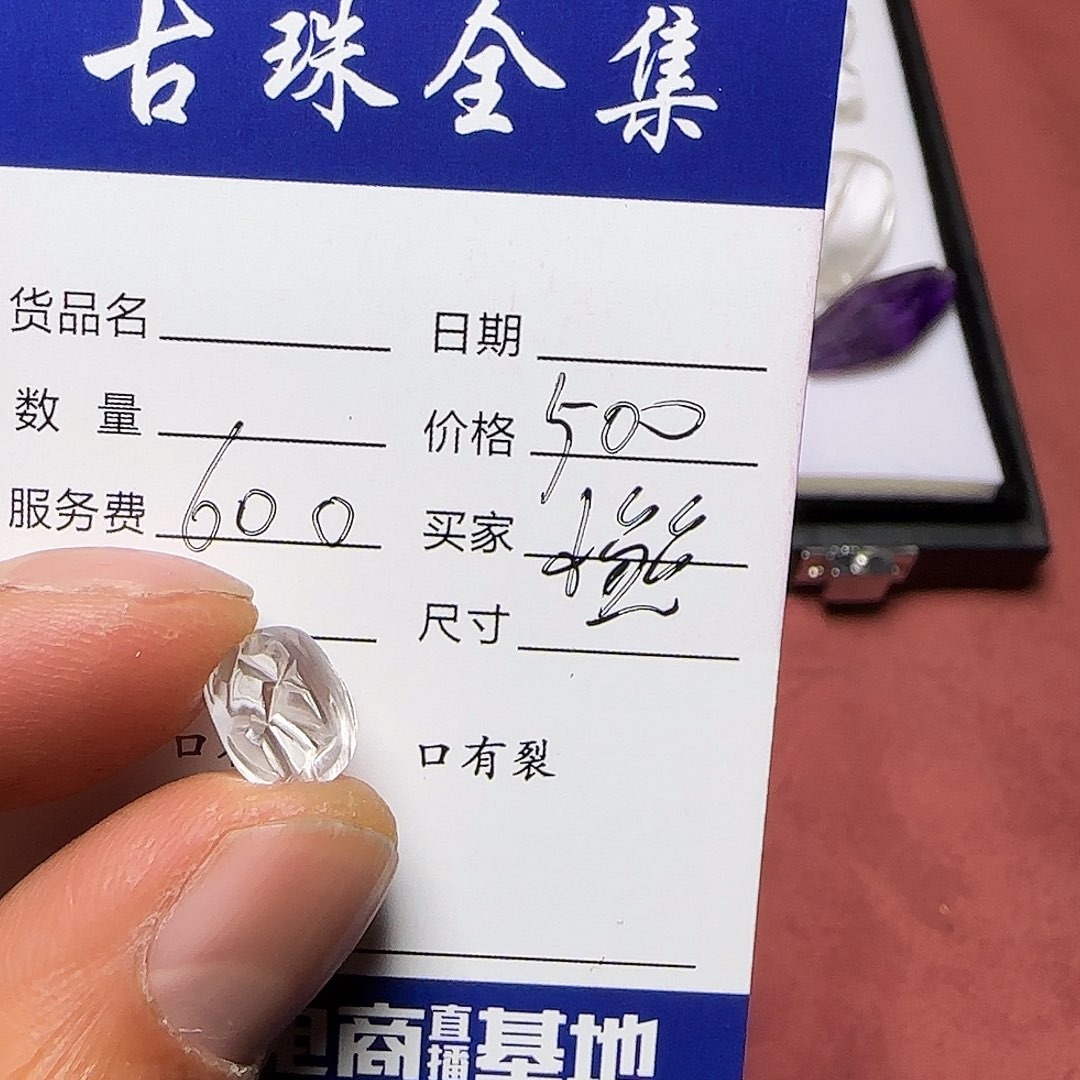 古珠全集
货品名 日期
数量 价格 500
服务费 600 买家
尺寸
口有裂
电商直播基地